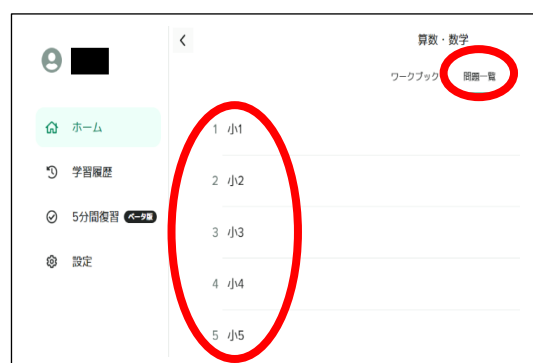 算数・数学
ワークブック 問題一覧
ホーム
学習履歴
5分間復習 ベータ版
設定
1 小1
2 小2
3 小3
4 小4
5 小5